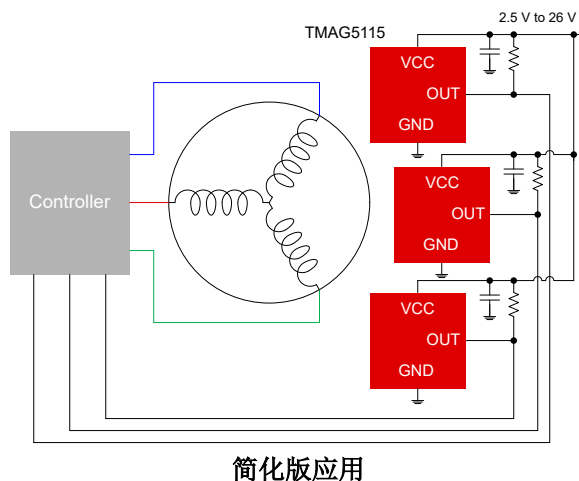 2.5 V to 26 V
TMAG5115
VCC
OUT
GND
VCC
OUT
GND
VCC
OUT
GND
Controller
简化版应用